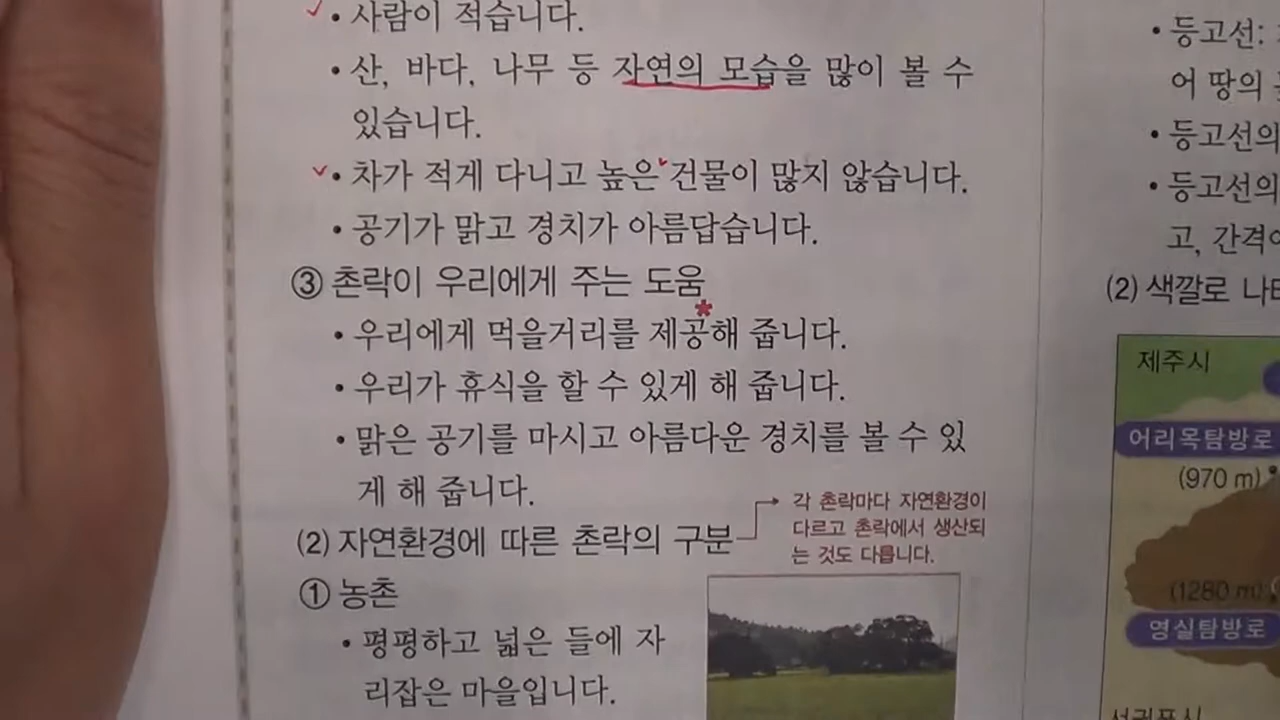 • 사람이 적습니다.
• 산, 바다, 나무 등 자연의 모습을 많이 볼 수
있습니다.
• 차가 적게 다니고 높은 건물이 많지 않습니다.
• 공기가 맑고 경치가 아름답습니다.
③ 촌락이 우리에게 주는 도움
• 우리에게 먹을거리를 제공해 줍니다.
• 우리가 휴식을 할 수 있게 해 줍니다.
• 맑은 공기를 마시고 아름다운 경치를 볼 수 있
게 해 줍니다.
(2) 자연환경에 따른 촌락의 구분
각 촌락마다 자연환경이
다르고 촌락에서 생산되
는 것도 다릅니다.
① 농촌
• 평평하고 넓은 들에 자
리잡은 마을입니다.
• 등고선:
어 땅의
• 등고선의
• 등고선의
고, 간격이
(2) 색깔로
제주시
어리목탐방로
(970 m)
(1280 m)
영실탐방로